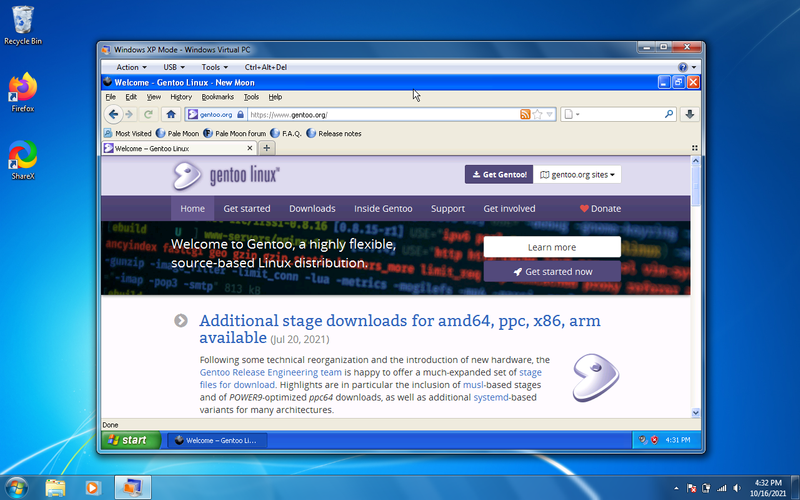 Recycle Bin
Firefox
ShareX
Windows XP Mode - Windows Virtual PC
Action USB Tools Ctrl+Alt+Del
Welcome - Gentoo Linux - New Moon
File Edit View History Bookmarks Tools Help
gentoo.org https://www.gentoo.org/
Most Visited Pale Moon Pale Moon forum F.A.Q. Release notes
Welcome – Gentoo Linux
gentoo linux
Get Gentoo! gentoo.org sites
Home Get started Downloads Inside Gentoo Support Get involved Donate
Welcome to Gentoo, a highly flexible,
source-based Linux distribution.
Learn more
Get started now
Additional stage downloads for amd64, ppc, x86, arm
available (Jul 20, 2021)
Following some technical reorganization and the introduction of new hardware, the
Gentoo Release Engineering team is happy to offer a much-expanded set of stage
files for download. Highlights are in particular the inclusion of musl-based stages
and of POWER9-optimized ppc64 downloads, as well as additional systemd-based
variants for many architectures.
Done
start Welcome – Gentoo Li... 4:31 PM
4:32 PM
10/16/2021